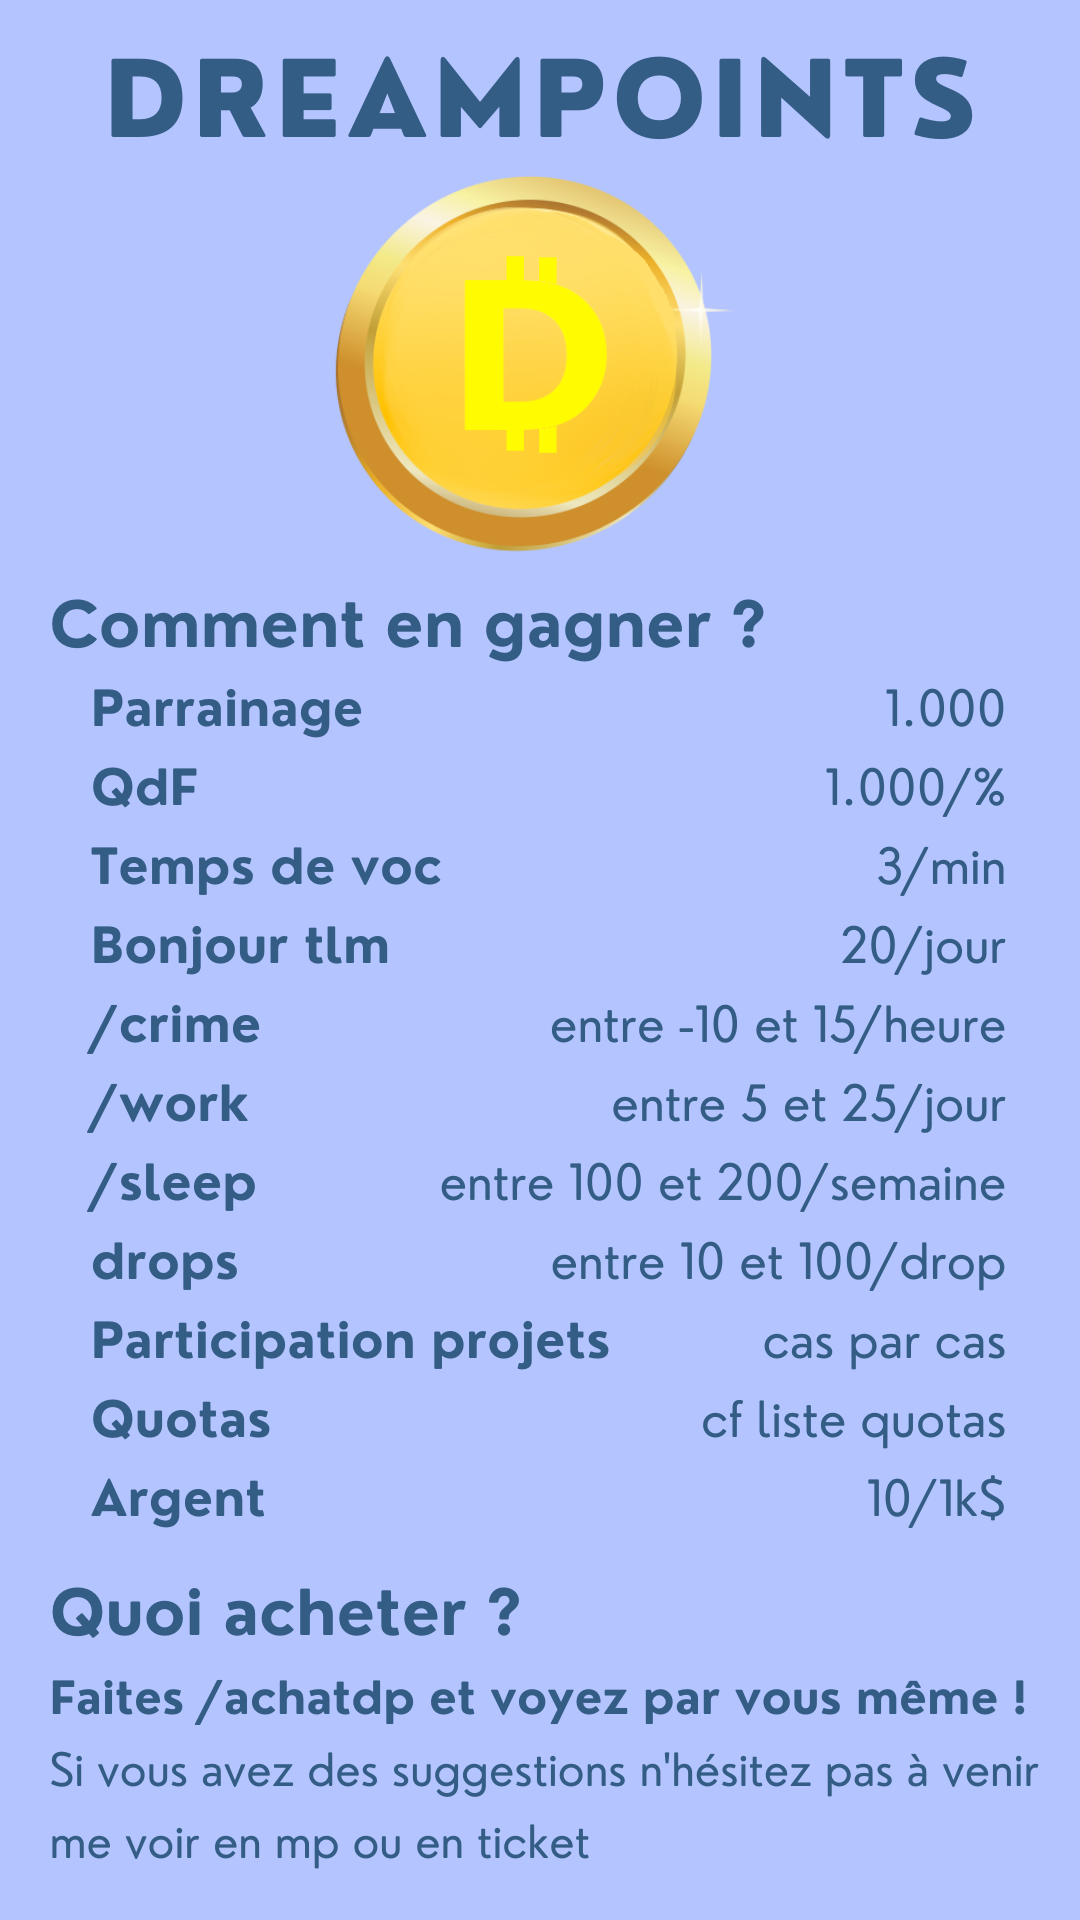 DREAMPOINTS
D
Comment en gagner ?
Parrainage 1.000
QdF 1.000/%
Temps de voc 3/min
Bonjour tlm 20/jour
/crime entre -10 et 15/heure
/work entre 5 et 25/jour
/sleep entre 100 et 200/semaine
drops entre 10 et 100/drop
Participation projets cas par cas
Quotas cf liste quotas
Argent 10/1k$
Quoi acheter ?
Faites /achatdp et voyez par vous même !
Si vous avez des suggestions n'hésitez pas à venir
me voir en mp ou en ticket